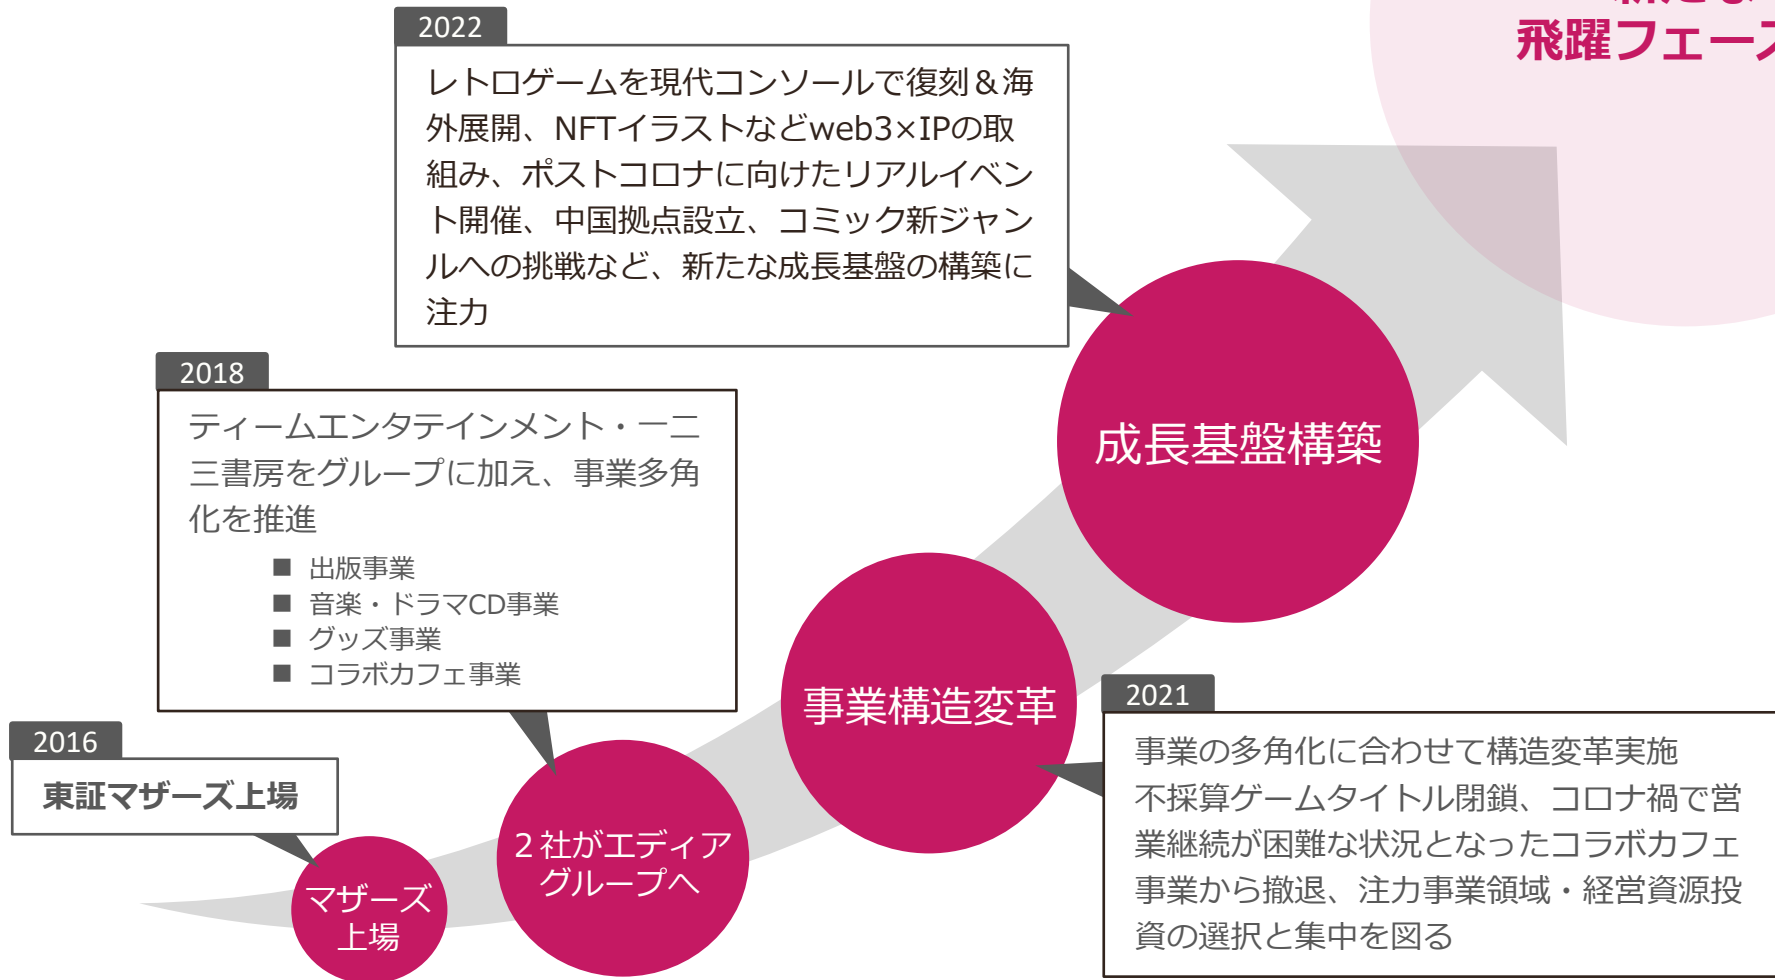 飛躍フェー
2022
レトロゲームを現代コンソールで復刻＆海
外展開、NFTイラストなどweb3×IPの取
組み、ポストコロナに向けたリアルイベン
ト開催、中国拠点設立、コミック新ジャン
ルへの挑戦など、新たな成長基盤の構築に
注力
成長基盤構築
2018
ティームエンタテインメント・一二
三書房をグループに加え、事業多角
化を推進
■ 出版事業
■ 音楽・ドラマCD事業
■ グッズ事業
■ コラボカフェ事業
事業構造変革
2021
事業の多角化に合わせて構造変革実施
不採算ゲームタイトル閉鎖、コロナ禍で営
業継続が困難な状況となったコラボカフェ
事業から撤退、注力事業領域・経営資源投
資の選択と集中を図る
2016
東証マザーズ上場
２社がエディア
グループへ
マザーズ
上場